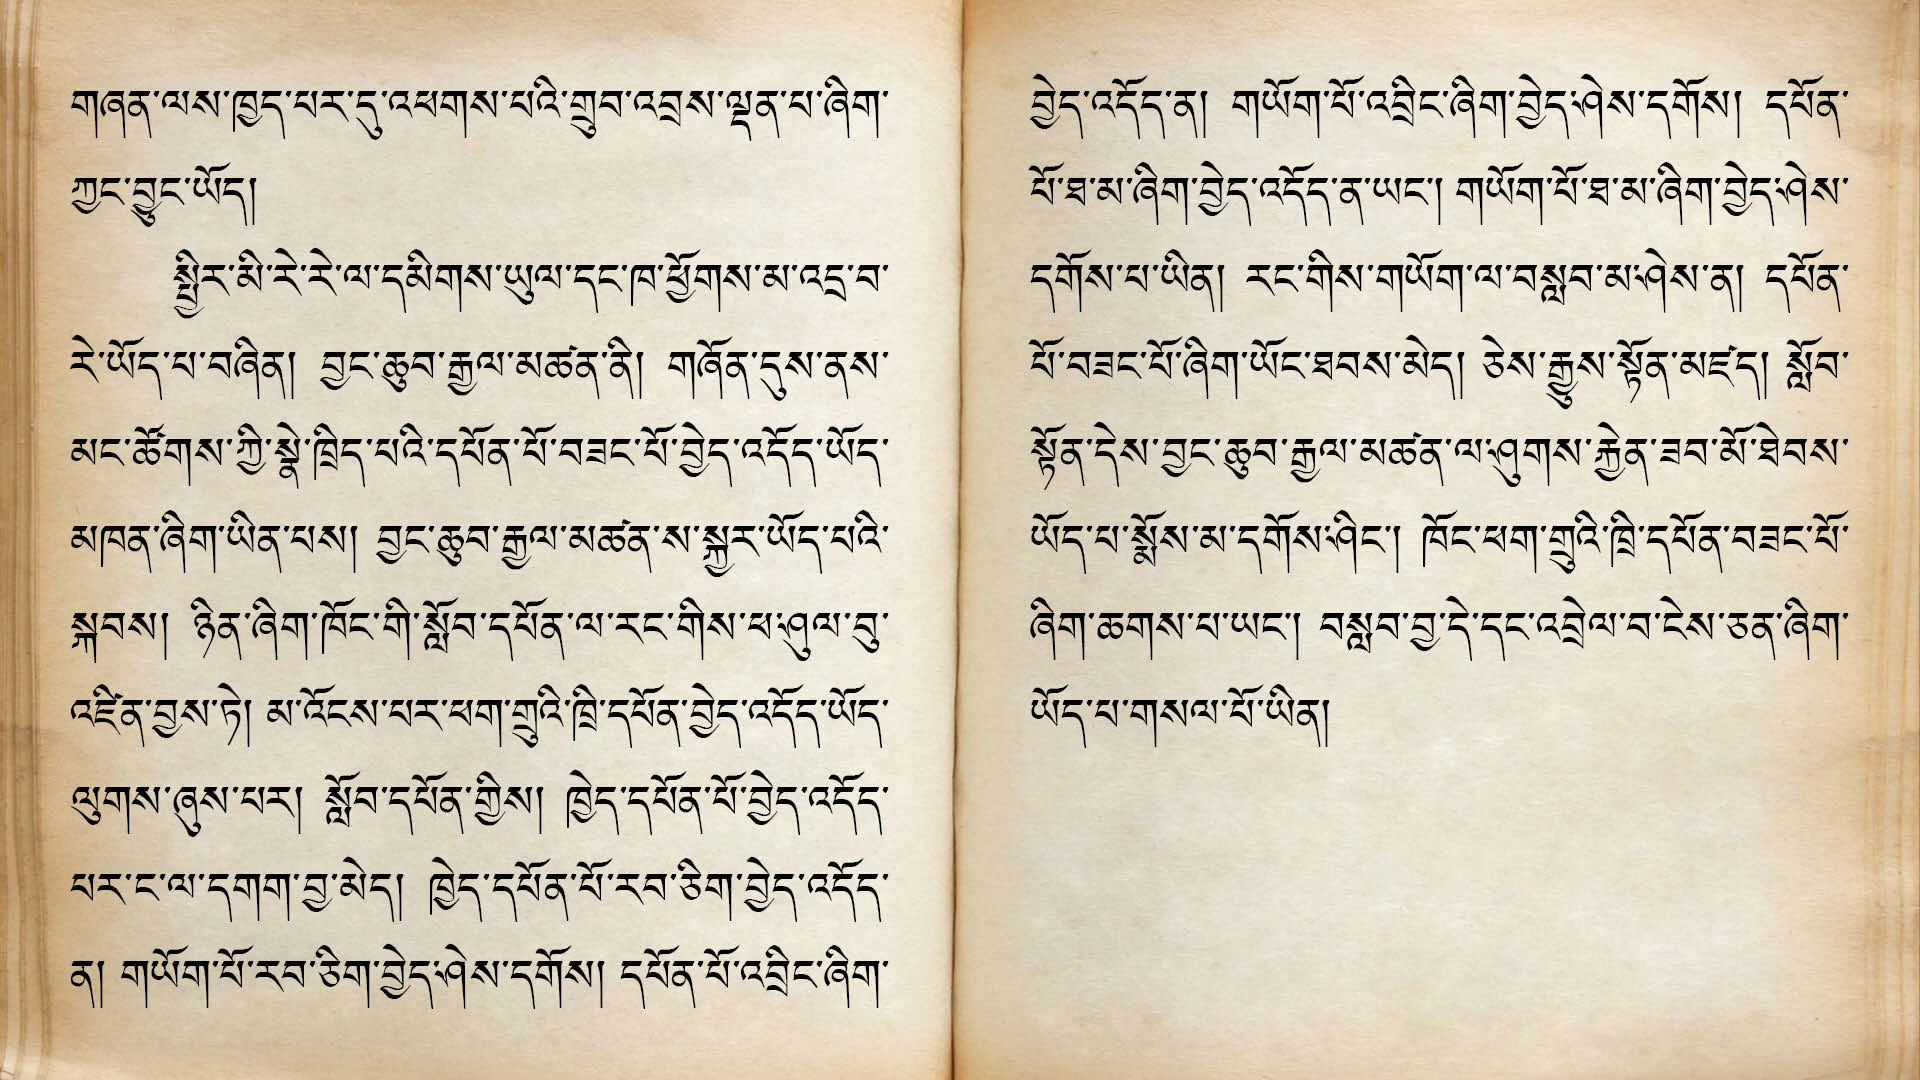 གཞན་ལས་ཁྱད་པར་དུ་འཕགས་པའི་གྲུབ་འབྲས་ལྡན་པ་ཞིག་
ཀྱང་བྱུང་ཡོད།
སྤྱིར་མི་རེ་རེ་ལ་དམིགས་ཡུལ་དང་ཁ་ཕྱོགས་མ་འདྲ་བ་
རེ་ཡོད་པ་བཞིན། བྱང་ཆུབ་རྒྱལ་མཚན་ནི། གཞོན་དུས་ནས་
མང་ཚོགས་ཀྱི་སྣེ་ཁྲིད་པའི་དཔོན་པོ་བཟང་པོ་བྱེད་འདོད་ཡོད་
མཁན་ཞིག་ཡིན་པས། བྱང་ཆུབ་རྒྱལ་མཚན་ས་སྐྱར་ཡོད་པའི་
སྐབས། ཉིན་ཞིག་ཁོང་གི་སློབ་དཔོན་ལ་རང་གིས་ཕ་ཤུལ་བུ་
འཛིན་བྱས་ཏེ། མ་འོངས་པར་ཕག་གྲུའི་ཁྲི་དཔོན་བྱེད་འདོད་ཡོད་
ལུགས་ཞུས་པར། སློབ་དཔོན་གྱིས། ཁྱེད་དཔོན་པོ་བྱེད་འདོད་
པར་ང་ལ་དགག་བྱ་མེད། ཁྱེད་དཔོན་པོ་རབ་ཅིག་བྱེད་འདོད་
ན། གཡོག་པོ་རབ་ཅིག་བྱེད་ཤེས་དགོས། དཔོན་པོ་འབྲིང་ཞིག་
བྱེད་འདོད་ན། གཡོག་པོ་འབྲིང་ཞིག་བྱེད་ཤེས་དགོས། དཔོན་
པོ་ཐ་མ་ཞིག་བྱེད་འདོད་ན་ཡང་། གཡོག་པོ་ཐ་མ་ཞིག་བྱེད་ཤེས་
དགོས་པ་ཡིན། རང་གིས་གཡོག་ལ་བསླབ་མ་ཤེས་ན། དཔོན་
པོ་བཟང་པོ་ཞིག་ཡོང་ཐབས་མེད། ཅེས་རྒྱུས་སྟོན་མཛད། སློབ་
སྟོན་དེས་བྱང་ཆུབ་རྒྱལ་མཚན་ལ་ཤུགས་རྐྱེན་ཟབ་མོ་ཐེབས་
ཡོད་པ་སྨོས་མ་དགོས་ཤིང་། ཁོང་ཕག་གྲུའི་ཁྲི་དཔོན་བཟང་པོ་
ཞིག་ཆགས་པ་ཡང་། བསླབ་བྱ་དེ་དང་འབྲེལ་བ་ངེས་ཅན་ཞིག་
ཡོད་པ་གསལ་པོ་ཡིན།